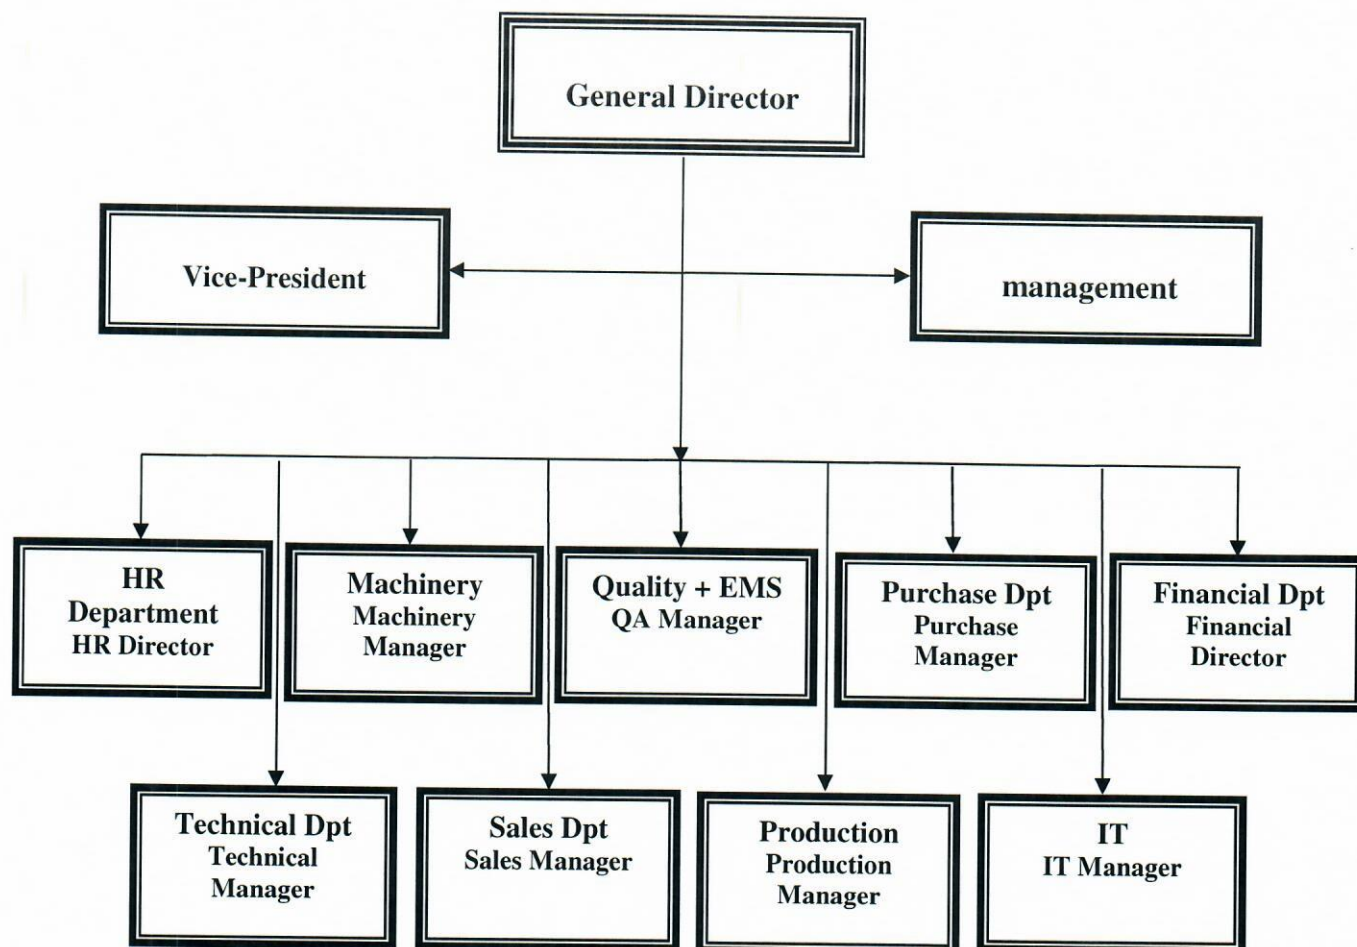 General Director
Vice-President
management
HR
Department
HR Director
Machinery
Machinery
Manager
Quality + EMS
QA Manager
Purchase Dpt
Purchase
Manager
Financial Dpt
Financial
Director
Technical Dpt
Technical
Manager
Sales Dpt
Sales Manager
Production
Production
Manager
IT
IT Manager